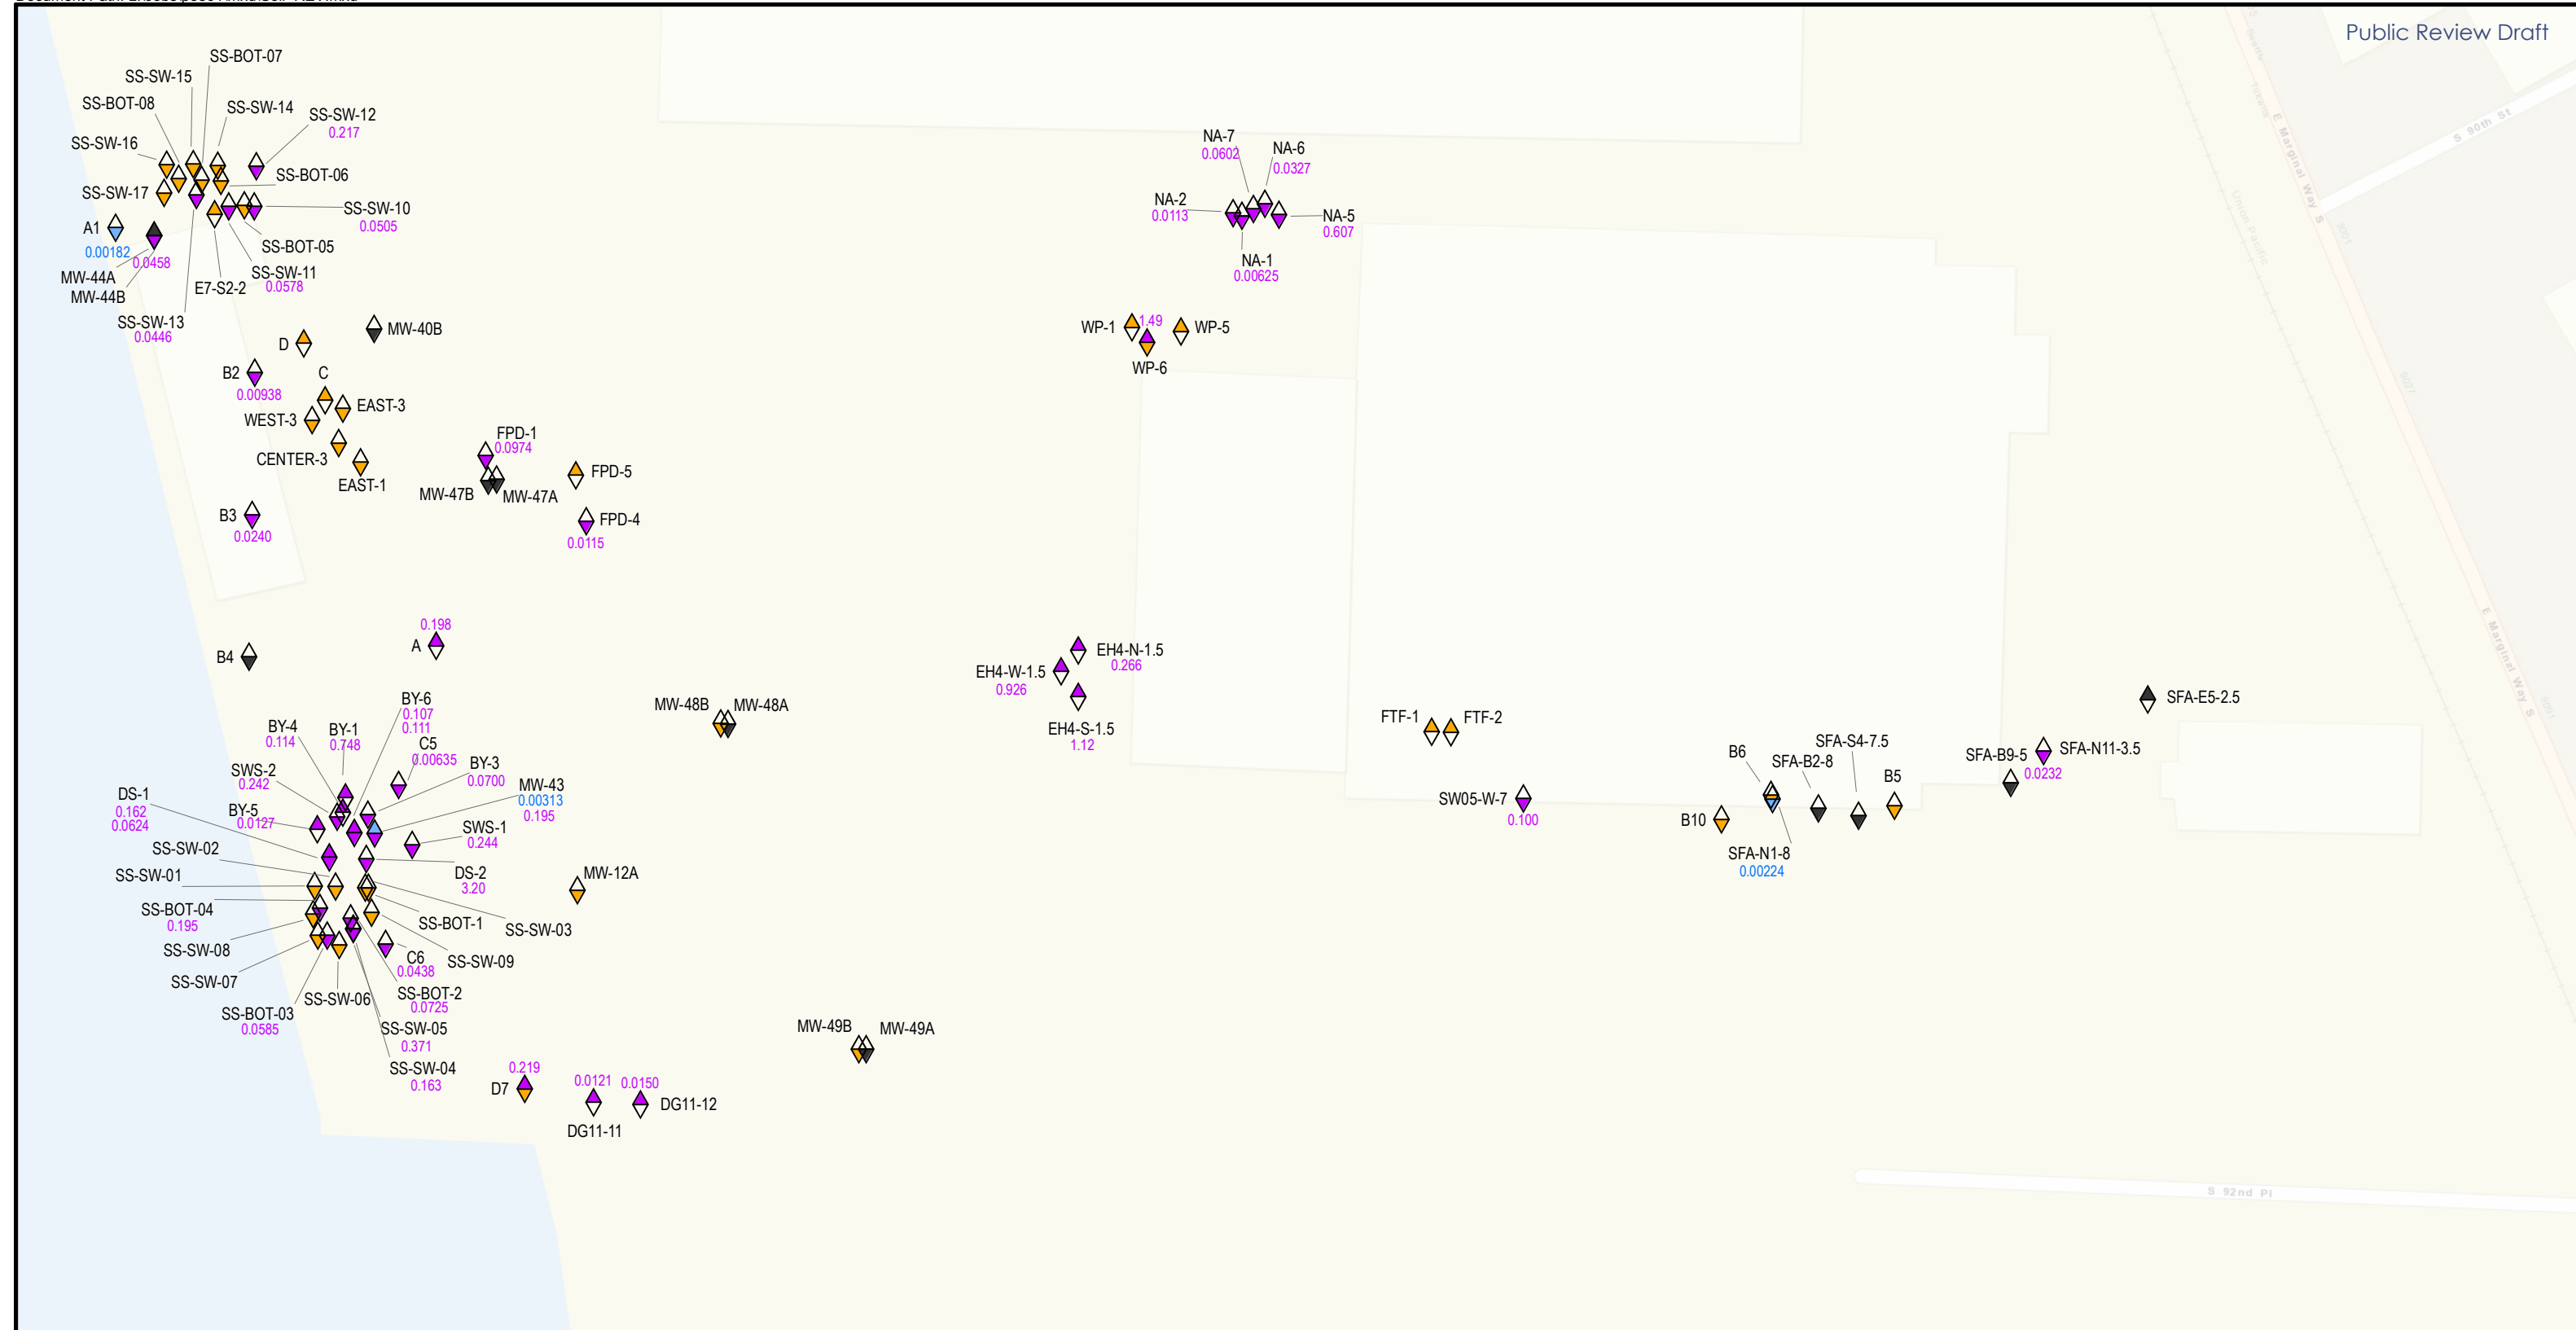 Public Review Draft
SS-BOT-07
SS-SW-15
SS-BOT-08
SS-SW-14
SS-SW-12
0.217
SS-SW-16
SS-BOT-06
SS-SW-17
SS-SW-10
0.0505
A1
0.00182
0.0458
SS-BOT-05
MW-44A
MW-44B
SS-SW-11
0.0578
E7-S2-2
SS-SW-13
0.0446
D
MW-40B
B2
0.00938
C
EAST-3
WEST-3
CENTER-3
EAST-1
FPD-1
0.0974
MW-47B
MW-47A
FPD-5
FPD-4
0.0115
B3
0.0240
NA-7
0.0602
NA-6
0.0327
NA-2
0.0113
NA-5
0.607
NA-1
0.00625
WP-1
1.49
WP-5
WP-6
B4
0.198
A
EH4-N-1.5
0.266
EH4-W-1.5
0.926
EH4-S-1.5
1.12
MW-48B
MW-48A
BY-6
0.107
0.111
BY-4
0.114
BY-1
0.748
C5
0.00635
SWS-2
0.242
BY-3
0.0700
MW-43
0.00313
0.195
DS-1
0.162
0.0624
BY-5
0.0127
SWS-1
0.244
SS-SW-02
DS-2
3.20
SS-SW-01
MW-12A
SS-BOT-04
0.195
SS-BOT-1
SS-SW-03
SS-SW-08
SS-SW-09
C6
0.0438
SS-SW-07
SS-SW-06
SS-BOT-2
0.0725
SS-BOT-03
0.0585
SS-SW-05
0.371
SS-SW-04
0.163
MW-49B
MW-49A
0.219
D7
0.0121
DG11-11
0.0150
DG11-12
FTF-1
FTF-2
SW05-W-7
0.100
B10
B6
SFA-B2-8
SFA-S4-7.5
B5
SFA-N1-8
0.00224
SFA-B9-5
SFA-N11-3.5
0.0232
SFA-E5-2.5
S 90th St
E Marginal Way S
Union Pacific
E Marginal Way S
S 92nd Pl